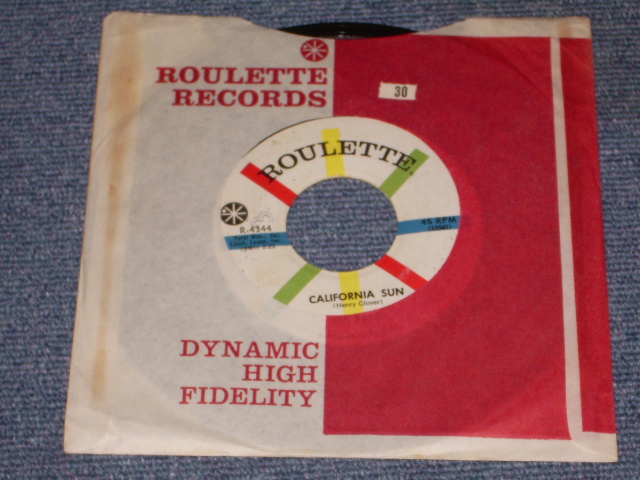 ROULETTE
RECORDS
30
ROULETTE
R-4344
45 RPM
CALIFORNIA SUN
(Henry Glover)
DYNAMIC
HIGH
FIDELITY